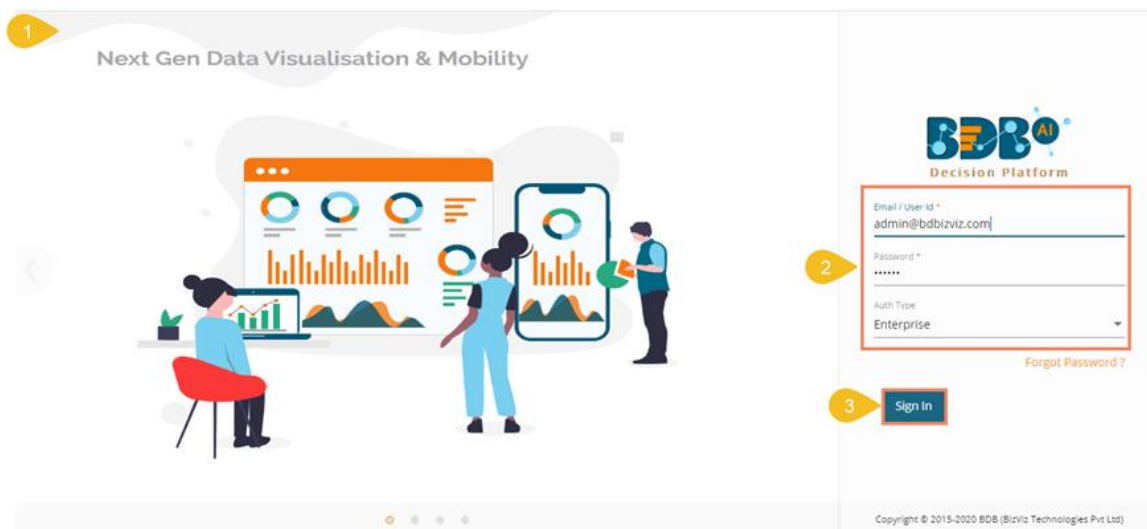 1
Next Gen Data Visualisation & Mobility
BDB AI
Decision Platform
Email / User Id *
admin@bdbizviz.com
2
Password *
••••••
Auth Type
Enterprise
Forgot Password ?
3
Sign In
Copyright © 2015-2020 BDB (BizViz Technologies Pvt Ltd)